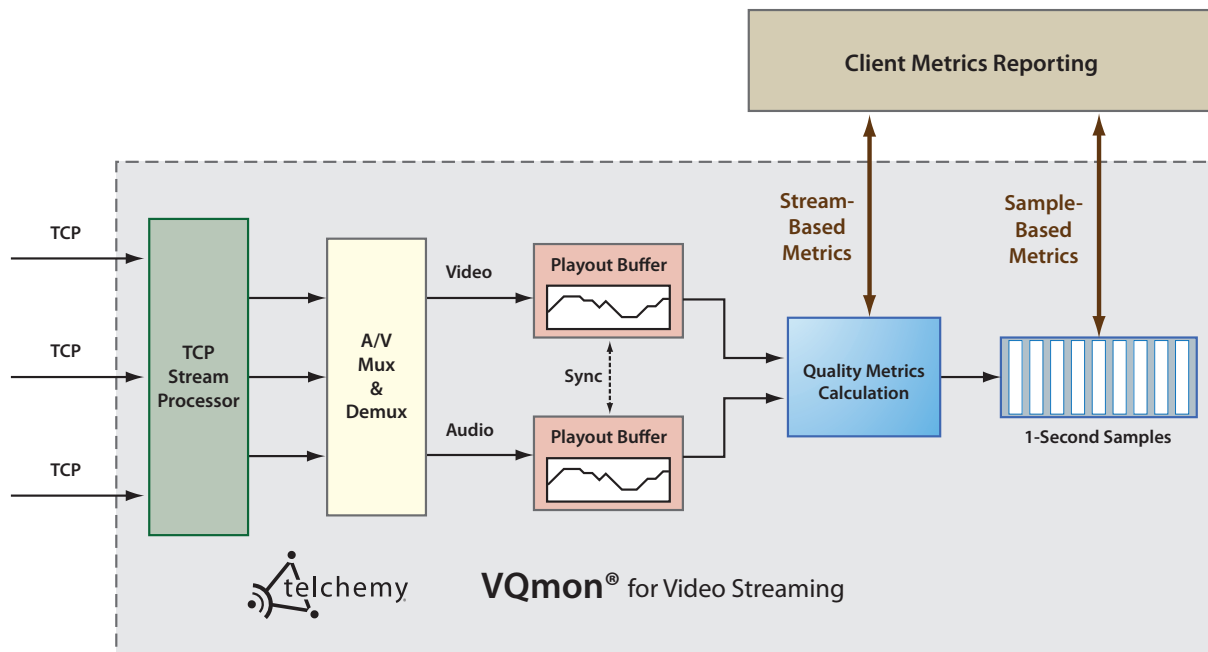 Client Metrics Reporting
Stream-
Based
Metrics
Sample-
Based
Metrics
TCP
TCP
TCP
TCP
Stream
Processor
A/V
Mux
&
Demux
Video
Audio
Playout Buffer
Sync
Playout Buffer
Quality Metrics
Calculation
1-Second Samples
telchemy®
VQmon® for Video Streaming